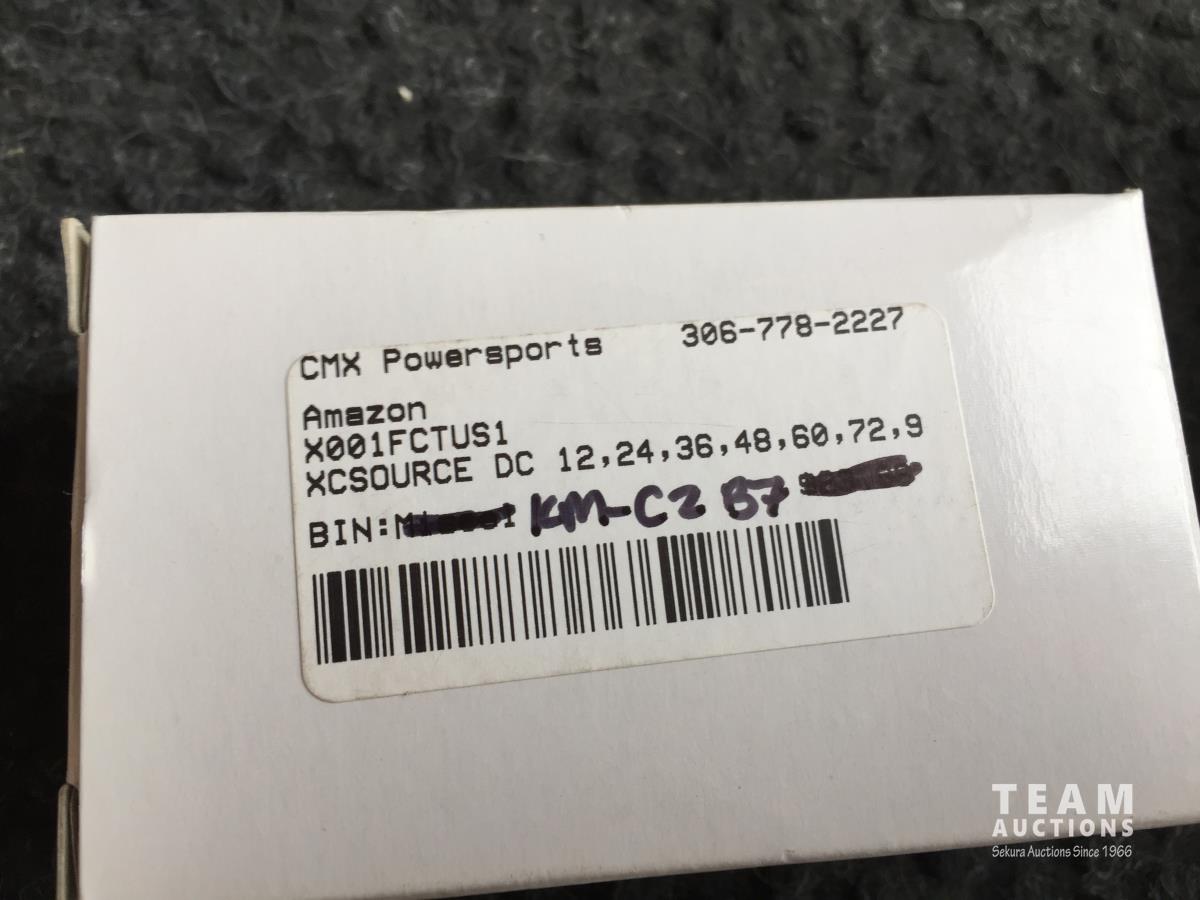 CMX Powersports 306-778-2227
Amazon
X001FCTUS1
XCSOURCE DC 12,24,36,48,60,72,9
BIN: KM-C2 B7
TEAM
AUCTIONS
Sekura Auctions Since 1966